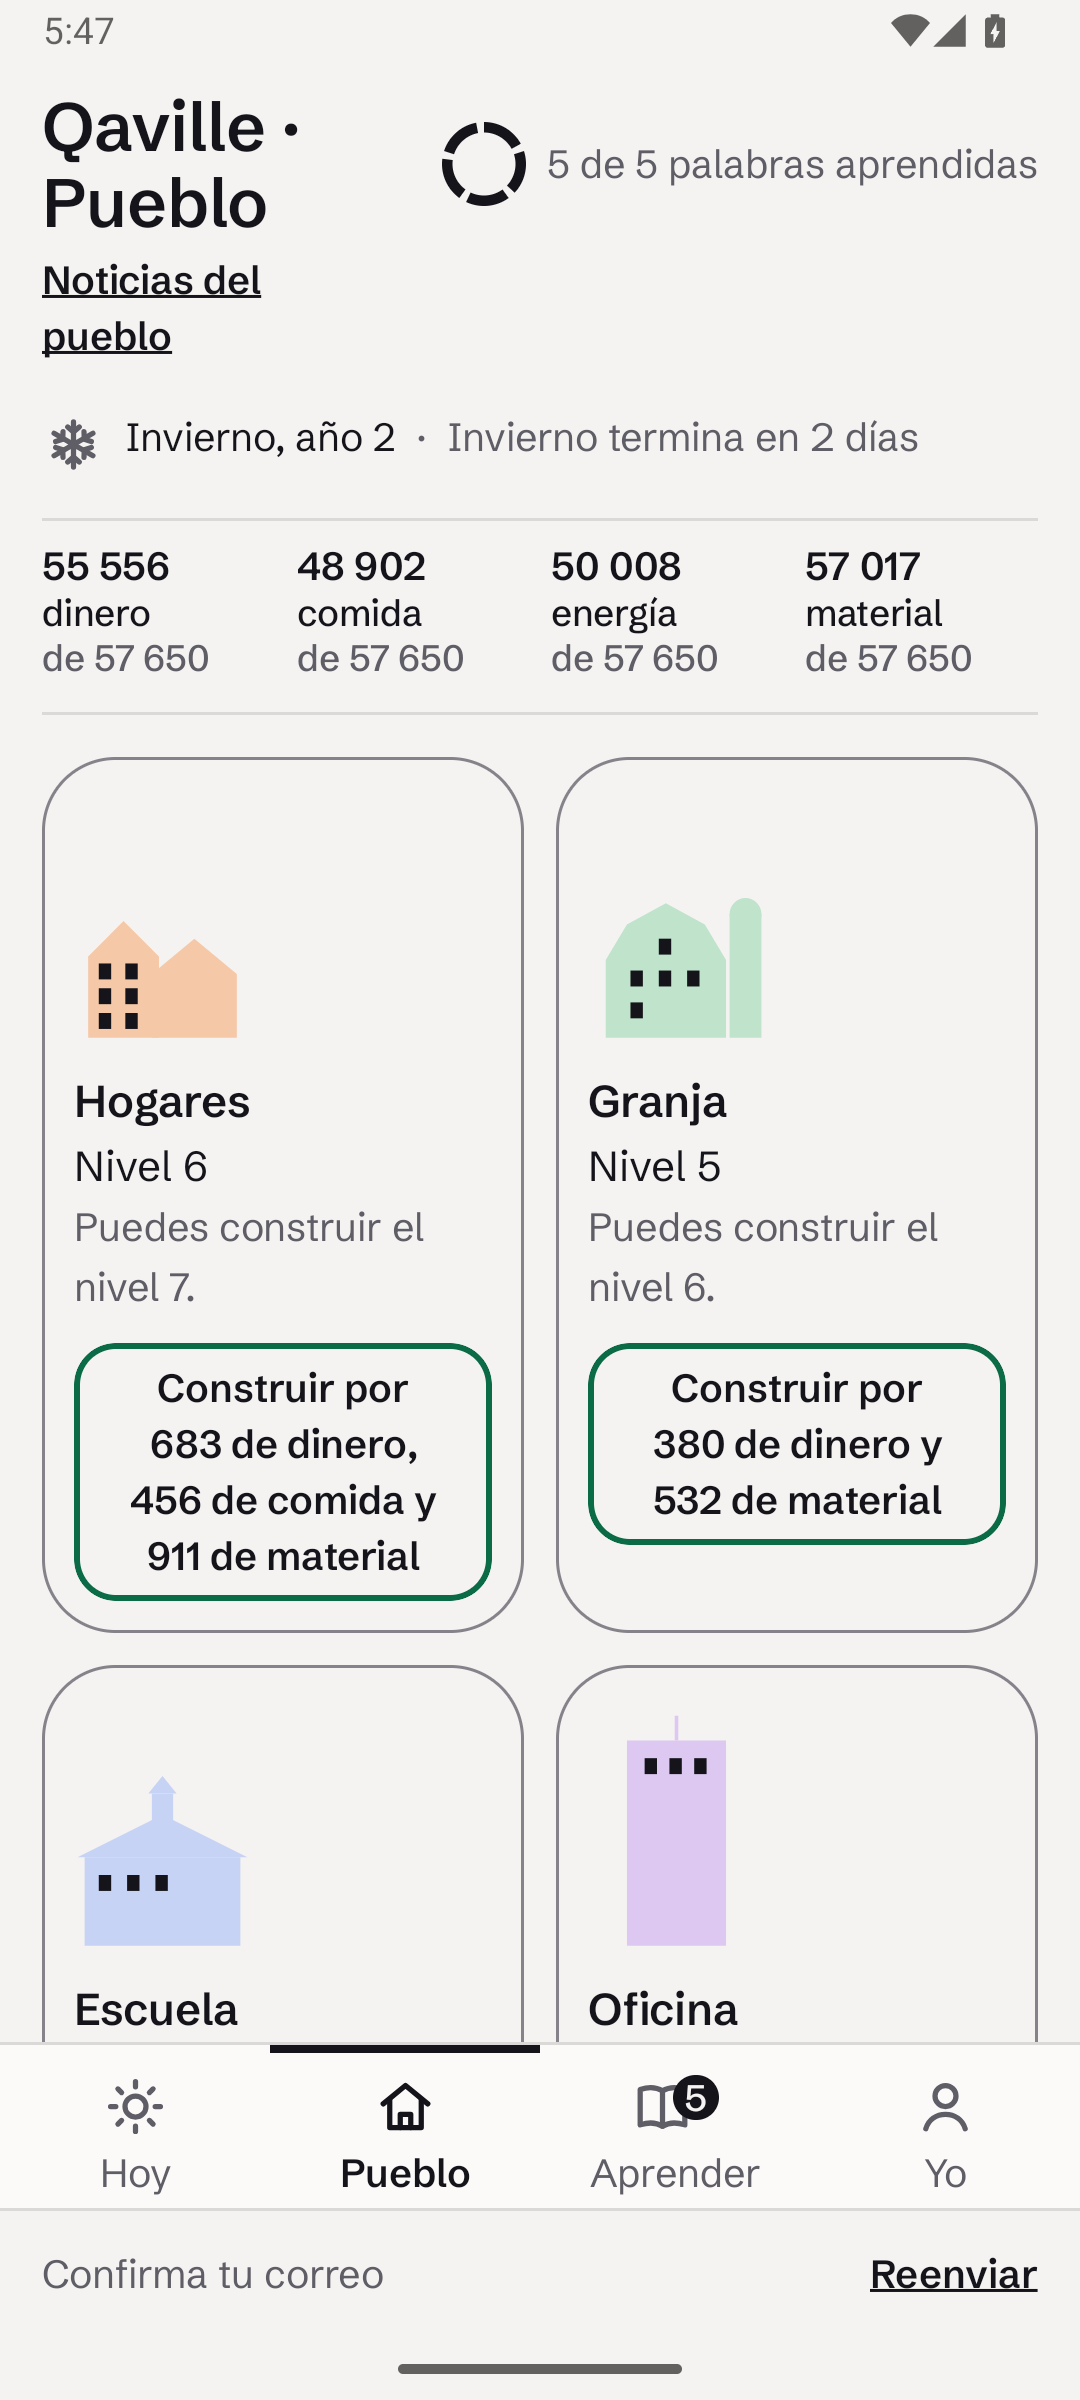 5:47
Qaville ·
Pueblo
5 de 5 palabras aprendidas
Noticias del
pueblo
Invierno, año 2 · Invierno termina en 2 días
55 556
dinero
de 57 650
48 902
comida
de 57 650
50 008
energía
de 57 650
57 017
material
de 57 650
Hogares
Nivel 6
Puedes construir el
nivel 7.
Construir por
683 de dinero,
456 de comida y
911 de material
Granja
Nivel 5
Puedes construir el
nivel 6.
Construir por
380 de dinero y
532 de material
Escuela
Oficina
Hoy
Pueblo
5
Aprender
Yo
Confirma tu correo
Reenviar